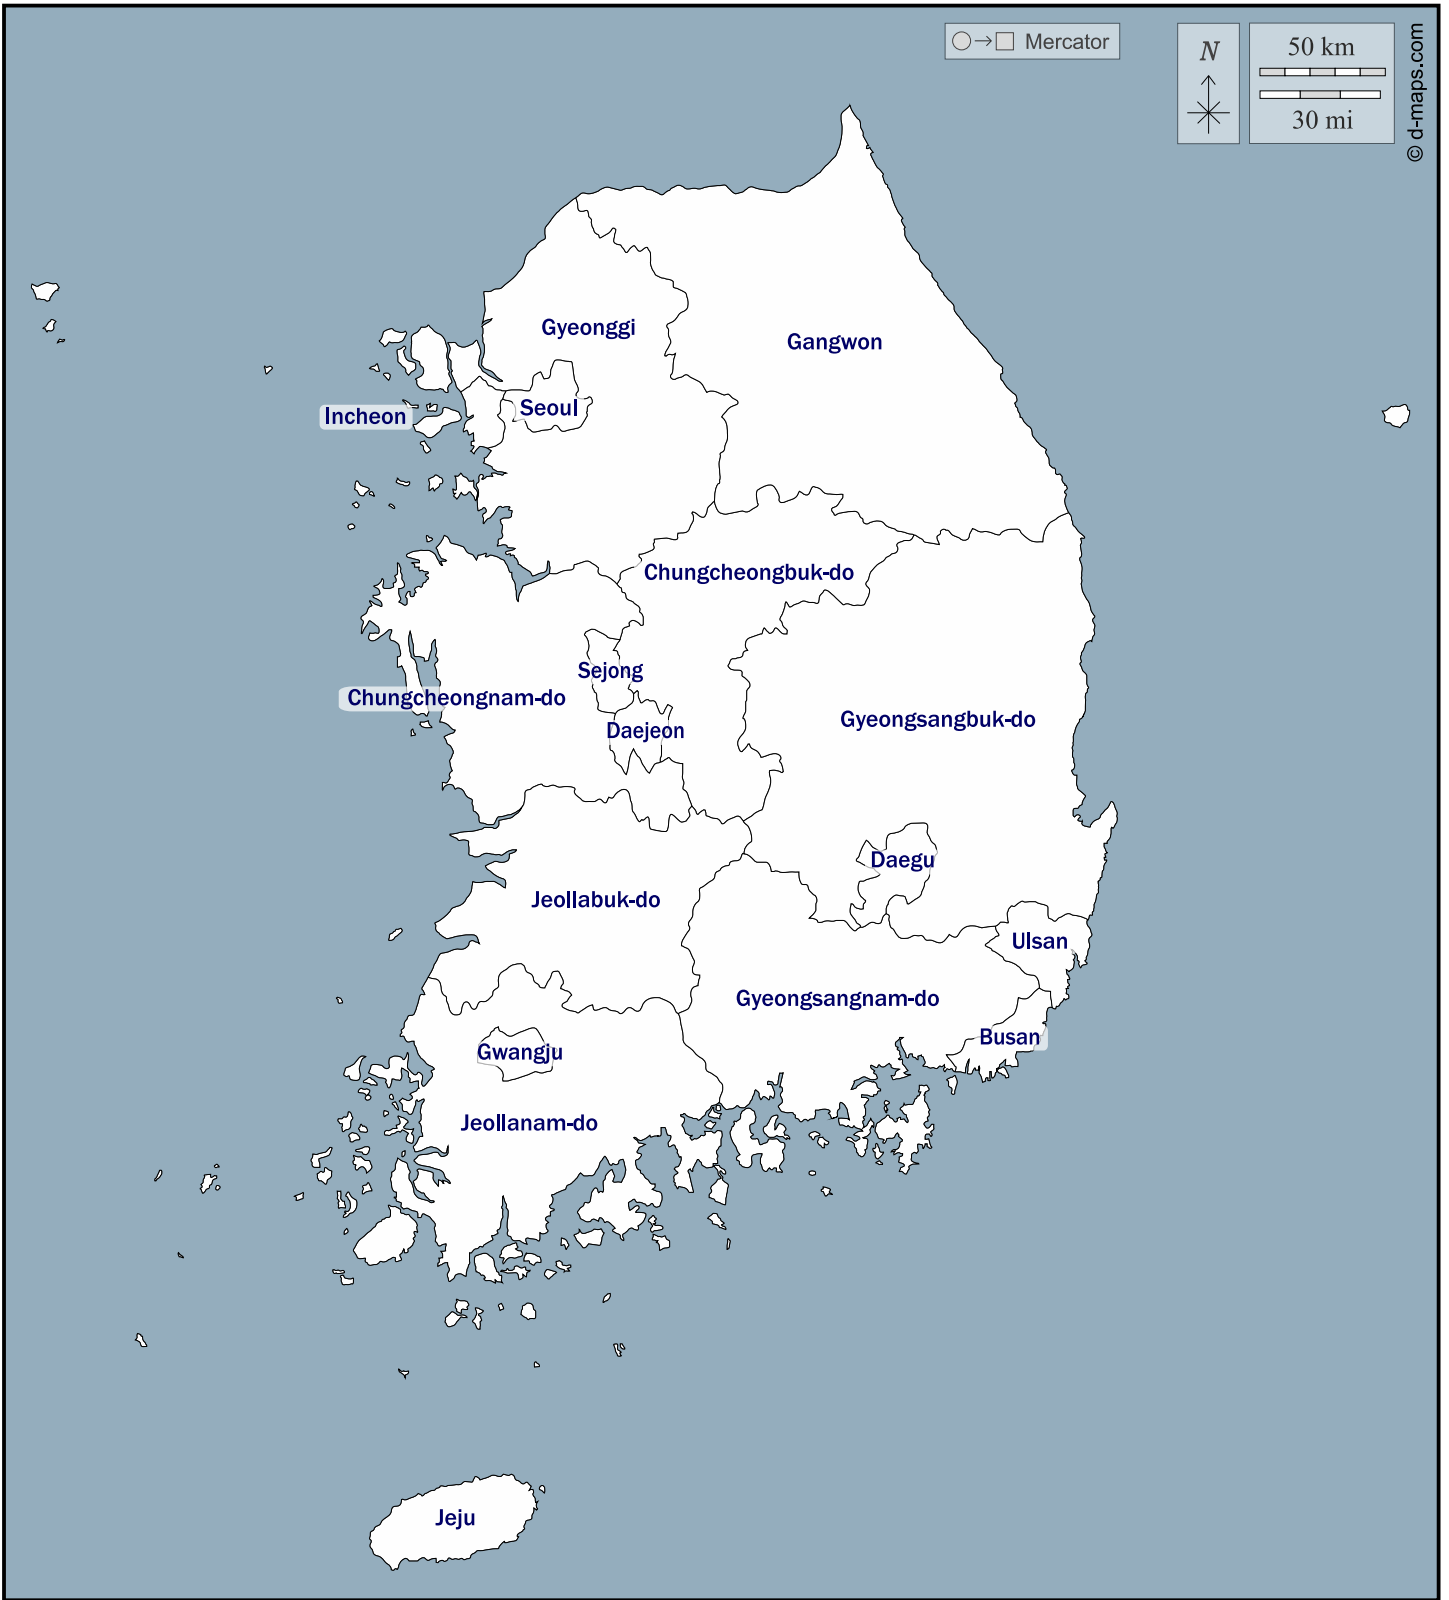 Mercator
N
50 km
30 mi
© d-maps.com
Gyeonggi
Gangwon
Incheon
Seoul
Chungcheongbuk-do
Sejong
Chungcheongnam-do
Gyeongsangbuk-do
Daejeon
Daegu
Jeollabuk-do
Ulsan
Gyeongsangnam-do
Busan
Gwangju
Jeollanam-do
Jeju